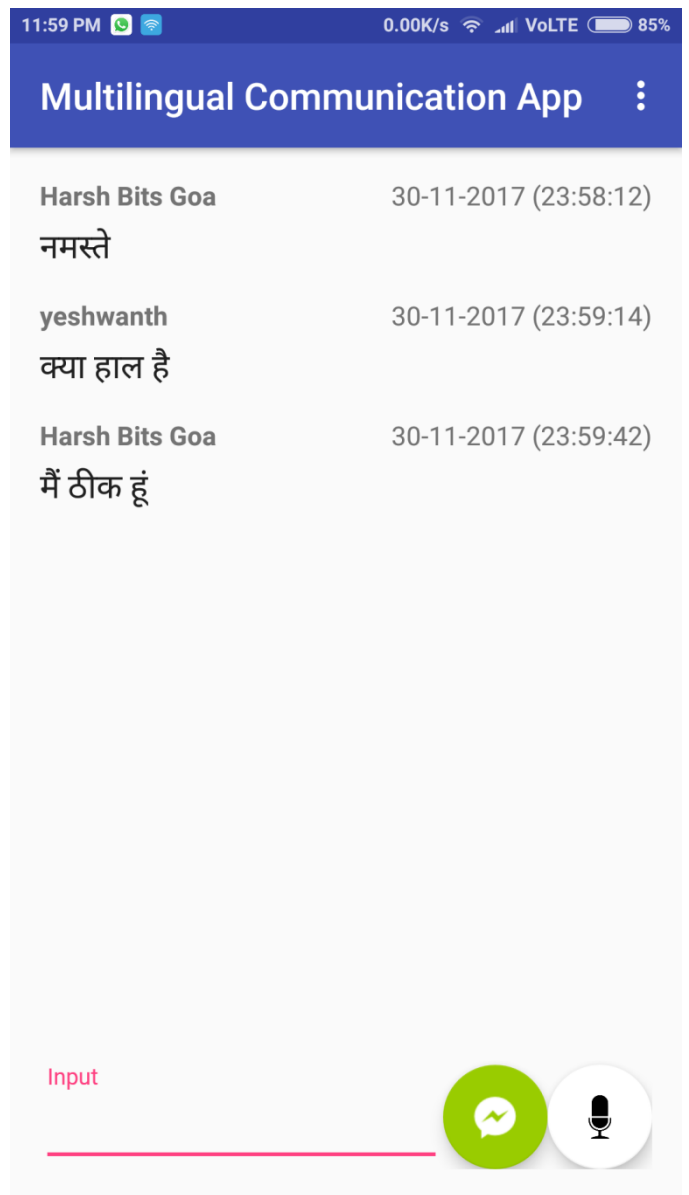 11:59 PM 0.00K/s VoLTE 85%
Multilingual Communication App
Harsh Bits Goa 30-11-2017 (23:58:12)
नमस्ते
yeshwanth 30-11-2017 (23:59:14)
क्या हाल है
Harsh Bits Goa 30-11-2017 (23:59:42)
मैं ठीक हूं
Input